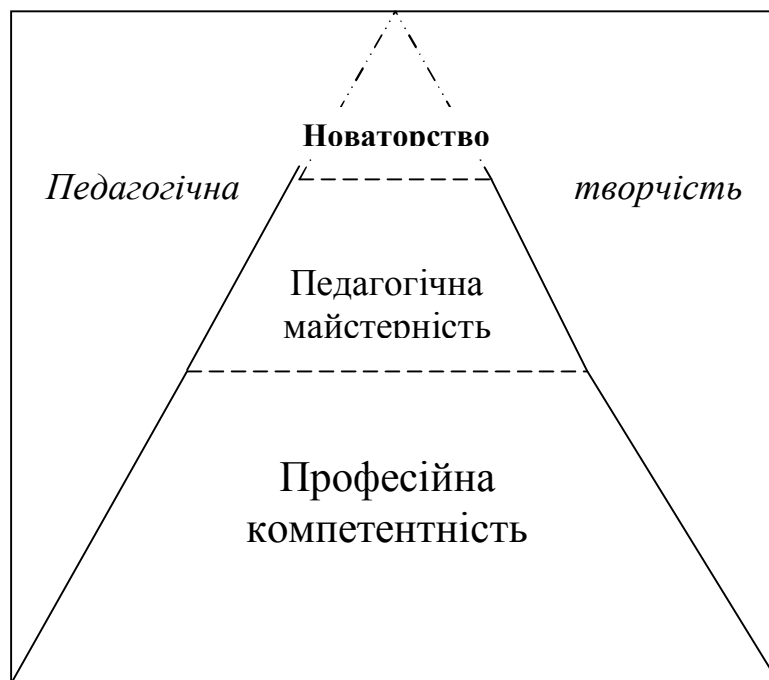 Новаторство
Педагогічна творчість
Педагогічна
майстерність
Професійна
компетентність